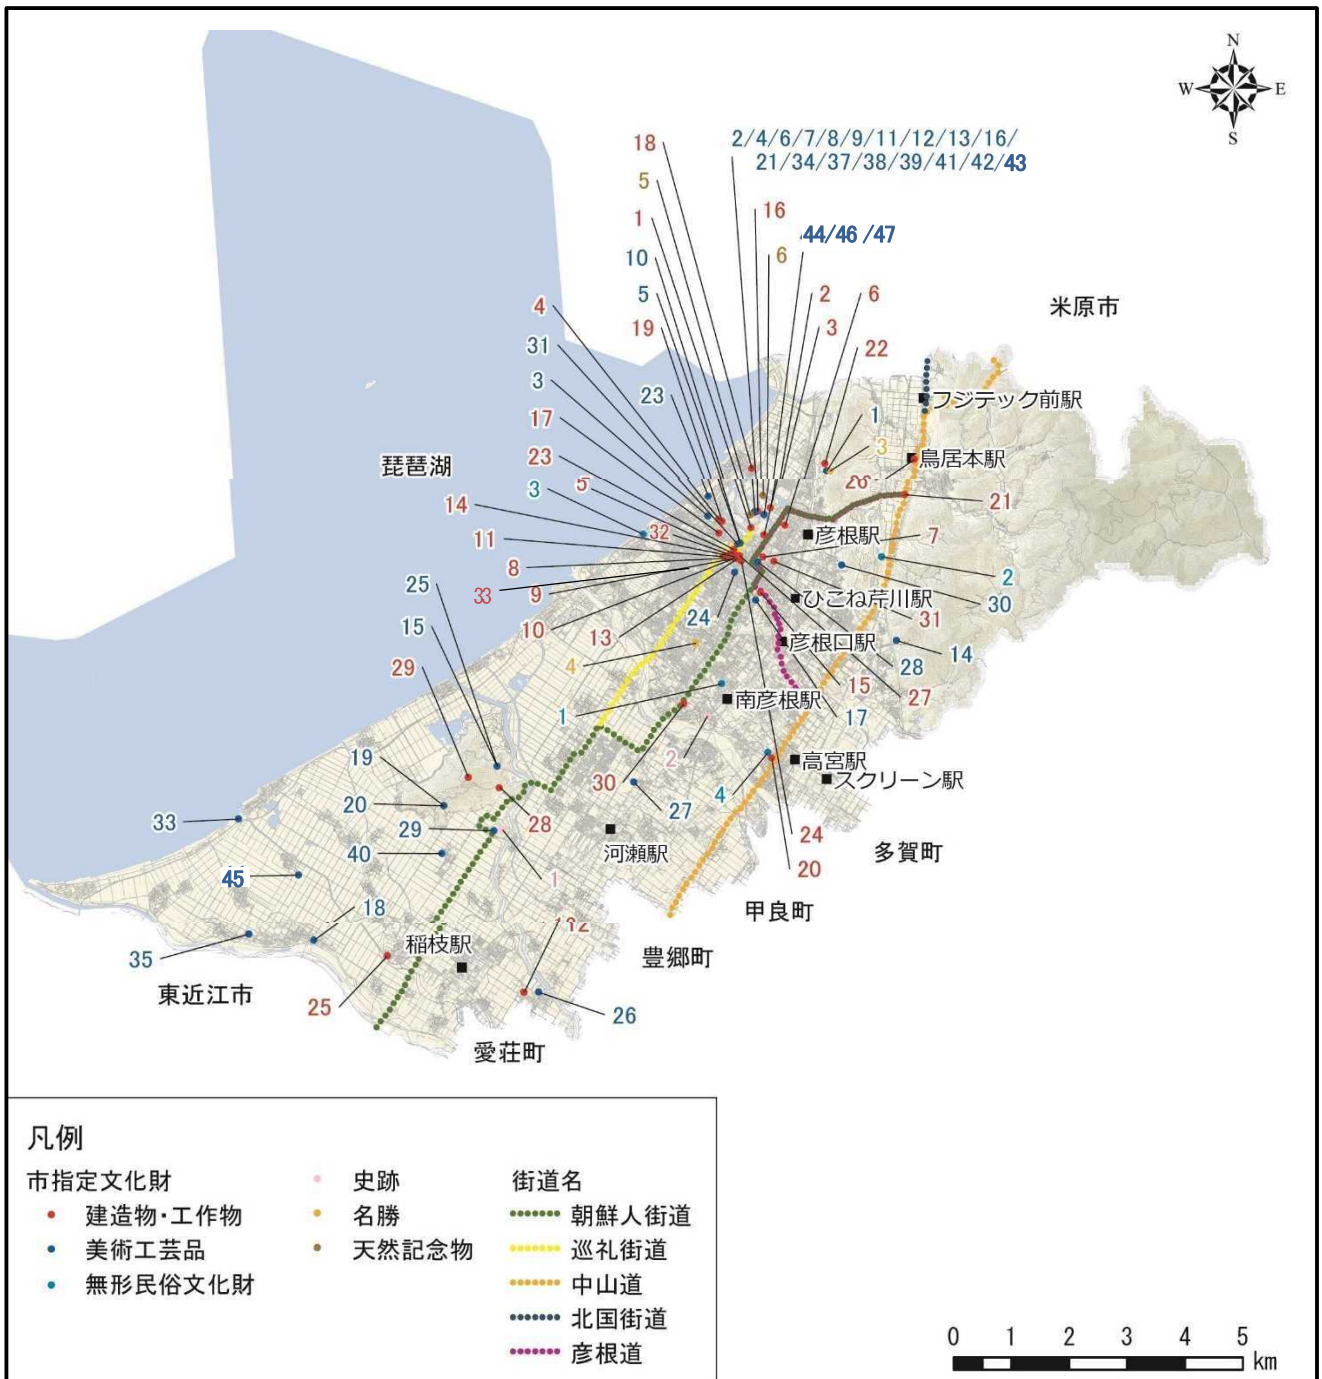 N
W E
S
18
2/4/6/7/8/9/11/12/13/16/
21/34/37/38/39/41/42/43
5
1
16
44/46 /47
10
6
5
2
6
4
19
3
米原市
31
22
3
23
フジテック前駅
17
1
琵琶湖
3
鳥居本駅
23
5
26
3
21
14
32
彦根駅
11
7
8
2
25
33
9
ひこね芹川駅
30
24
31
15
10
13
彦根口駅
14
29
4
28
15
27
南彦根駅
1
17
19
2
高宮駅
30
スクリーン駅
20
27
4
33
29
28
24
河瀬駅
多賀町
40
20
45
1
18
甲良町
12
稲枝駅
豊郷町
35
東近江市
25
26
愛荘町
凡例
市指定文化財
建造物・工作物
美術工芸品
無形民俗文化財
史跡
名勝
天然記念物
街道名
朝鮮人街道
巡礼街道
中山道
北国街道
彦根道
0 1 2 3 4 5
km